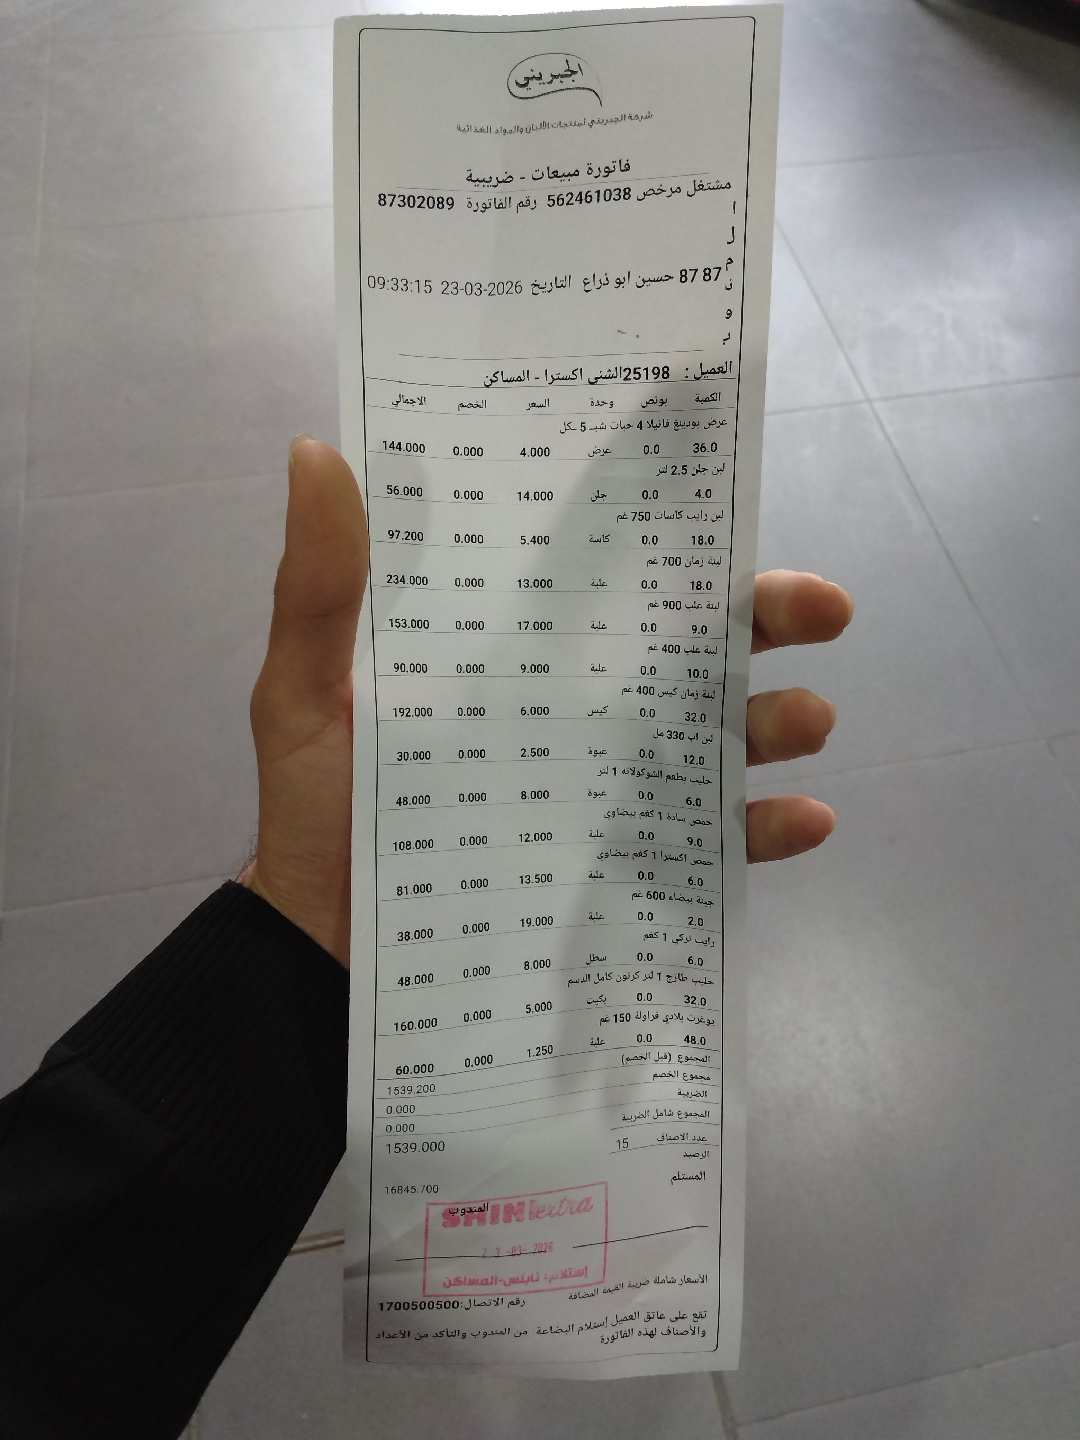 الجبريني
شركة الجبريني لمنتجات الألبان والمواد الغذائية
فاتورة مبيعات - ضريبية
مشتغل مرخص 562461038 رقم الفاتورة 87302089
المندوب 87 87 حسين ابو ذراع التاريخ 23-03-2026 09:33:15
العميل : 25198الشني اكسترا - المساكن
الكمية بونص وحدة السعر الخصم الاجمالي
عرض بودينغ فانيلا 4 حبات شيـ 5 ـكل
36.0 0.0 عرض 4.000 0.000 144.000
لبن جلن 2.5 لتر
4.0 0.0 جلن 14.000 0.000 56.000
لبن رايب كاسات 750 غم
18.0 0.0 كاسة 5.400 0.000 97.200
لبنة زمان 700 غم
18.0 0.0 علبة 13.000 0.000 234.000
لبنة علب 900 غم
9.0 0.0 علبة 17.000 0.000 153.000
لبنة علب 400 غم
10.0 0.0 علبة 9.000 0.000 90.000
لبنة زمان كيس 400 غم
32.0 0.0 كيس 6.000 0.000 192.000
لبن اب 330 مل
12.0 0.0 عبوة 2.500 0.000 30.000
حليب بطعم الشوكولاته 1 لتر
6.0 0.0 عبوة 8.000 0.000 48.000
حمص سادة 1 كغم بيضاوي
9.0 0.0 علبة 12.000 0.000 108.000
حمص اكسترا 1 كغم بيضاوي
6.0 0.0 علبة 13.500 0.000 81.000
جبنة بيضاء 600 غم
2.0 0.0 علبة 19.000 0.000 38.000
رايب تركي 1 كغم
6.0 0.0 سطل 8.000 0.000 48.000
حليب طازج 1 لتر كرتون كامل الدسم
32.0 0.0 بكيت 5.000 0.000 160.000
يوغرت بلادي فراولة 150 غم
48.0 0.0 علبة 1.250 0.000 60.000
المجموع (قبل الخصم) 1539.200
مجموع الخصم 0.000
الضريبة 0.000
المجموع شامل الضريبة 1539.000
عدد الاصناف 15
الرصيد 16845.700
المستلم المندوب
SHINI extra
23-03-2026
إستلام: نابلس-المساكن
الأسعار شاملة ضريبة القيمة المضافة
رقم الاتصال:1700500500
تقع على عاتق العميل إستلام البضاعة من المندوب والتأكد من الأعداد
والأصناف لهذه الفاتورة